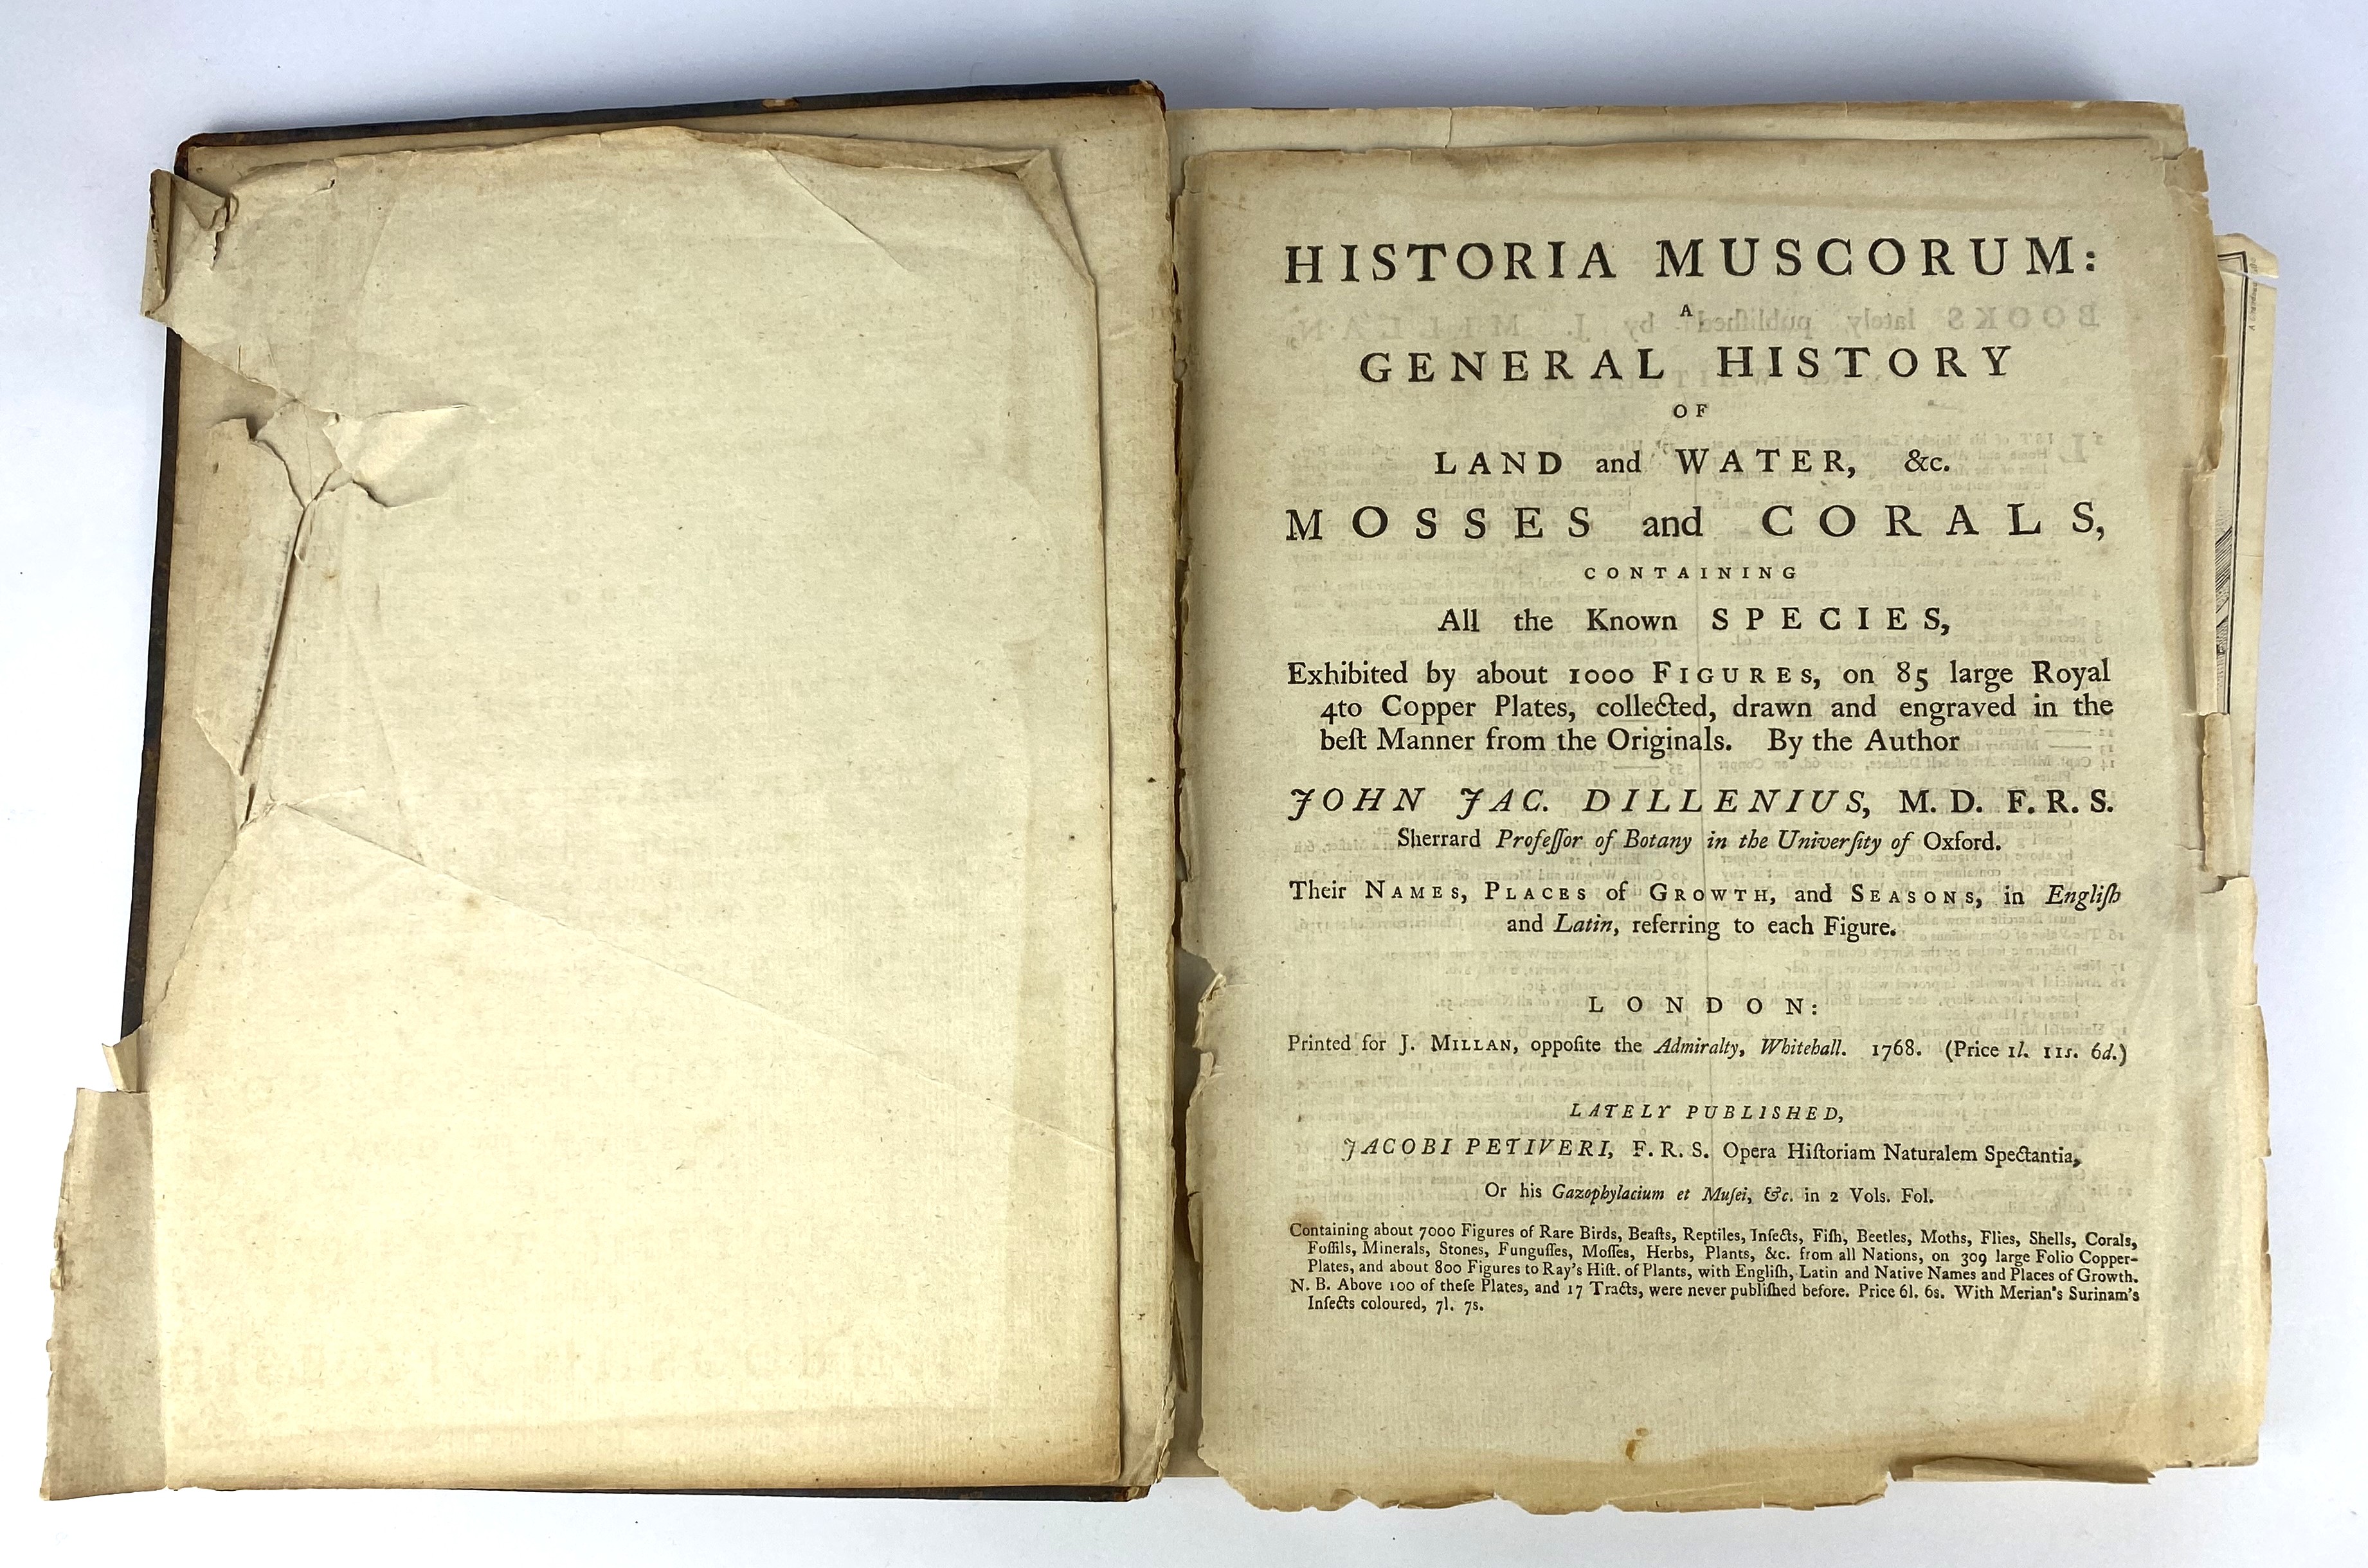 HISTORIA MUSCORUM:
A
GENERAL HISTORY
OF
LAND and WATER, &c.
MOSSES and CORALS,
CONTAINING
All the Known SPECIES,
Exhibited by about 1000 FIGURES, on 85 large Royal
4to Copper Plates, collected, drawn and engraved in the
beſt Manner from the Originals. By the Author
JOHN JAC. DILLENIUS, M. D. F. R. S.
Sherrard Profeſſor of Botany in the Univerſity of Oxford.
Their NAMES, PLACES of GROWTH, and SEASONS, in Engliſh
and Latin, referring to each Figure.
LONDON:
Printed for J. MILLAN, oppoſite the Admiralty, Whitehall. 1768. (Price 1l. 11s. 6d.)
LATELY PUBLISHED,
JACOBI PETIVERI, F. R. S. Opera Hiſtoriam Naturalem Spectantia,
Or his Gazophylacium et Muſei, &c. in 2 Vols. Fol.
Containing about 7000 Figures of Rare Birds, Beaſts, Reptiles, Inſects, Fiſh, Beetles, Moths, Flies, Shells, Corals,
Foſſils, Minerals, Stones, Funguſſes, Moſſes, Herbs, Plants, &c. from all Nations, on 309 large Folio Copper-
Plates, and about 800 Figures to Ray's Hiſt. of Plants, with Engliſh, Latin and Native Names and Places of Growth.
N. B. Above 100 of theſe Plates, and 17 Tracts, were never publiſhed before. Price 6l. 6s. With Merian's Surinam's
Inſects coloured, 7l. 7s.